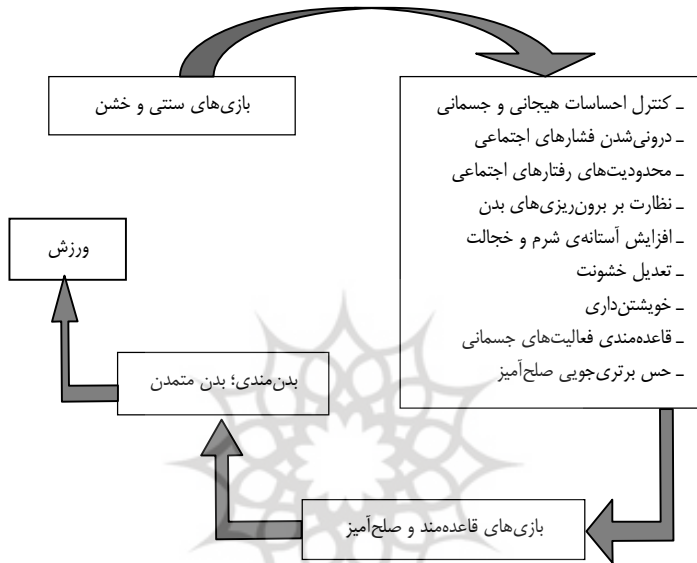 بازی‌های سنتی و خشن
ـ کنترل احساسات هیجانی و جسمانی
ـ درونی‌شدن فشارهای اجتماعی
ـ محدودیت‌های رفتارهای اجتماعی
ـ نظارت بر برون‌ریزی‌های بدن
ـ افزایش آستانه‌ی شرم و خجالت
ـ تعدیل خشونت
ـ خویشتن‌داری
ـ قاعده‌مندی فعالیت‌های جسمانی
ـ حس برتری‌جویی صلح‌آمیز
بازی‌های قاعده‌مند و صلح‌آمیز
بدن‌مندی؛ بدن متمدن
ورزش